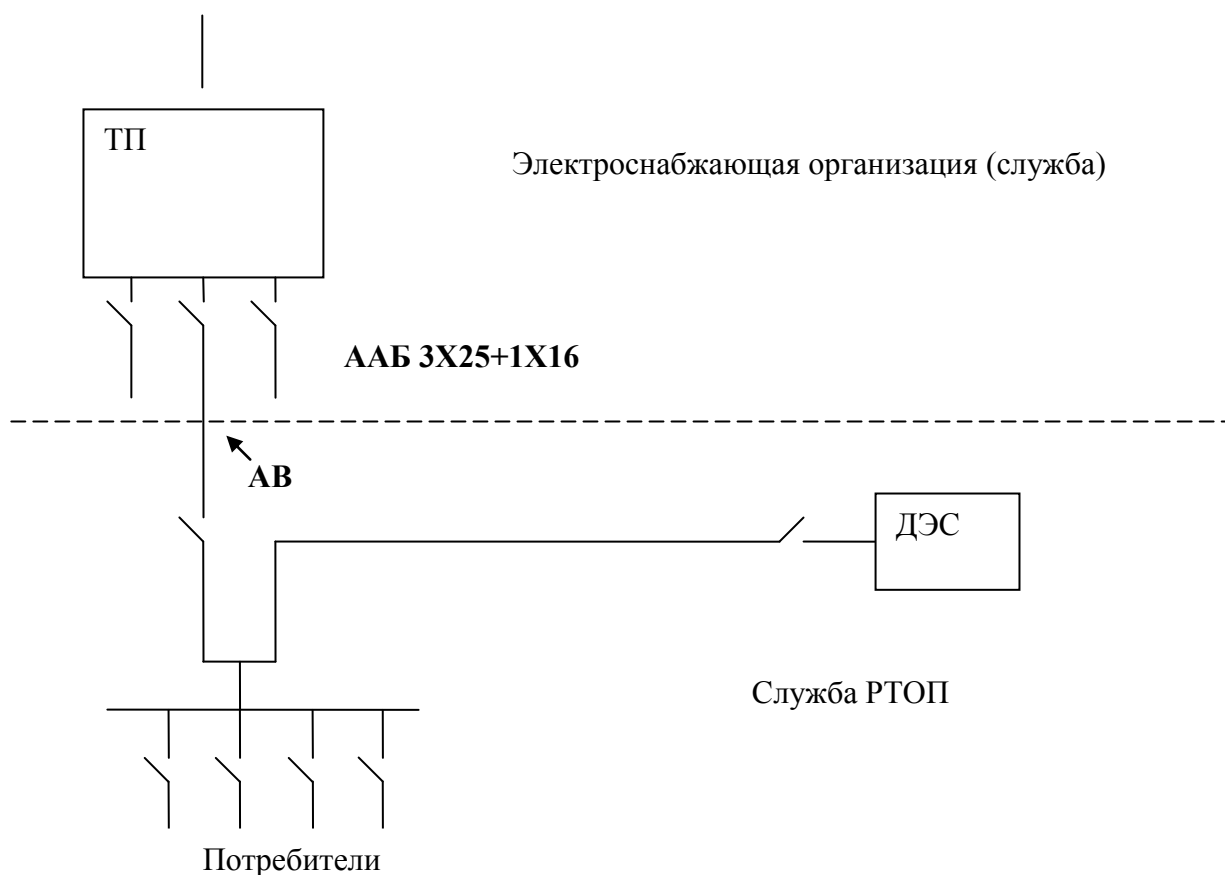 ТП
Электроснабжающая организация (служба)
ААБ 3Х25+1Х16
АВ
ДЭС
Служба РТОП
Потребители